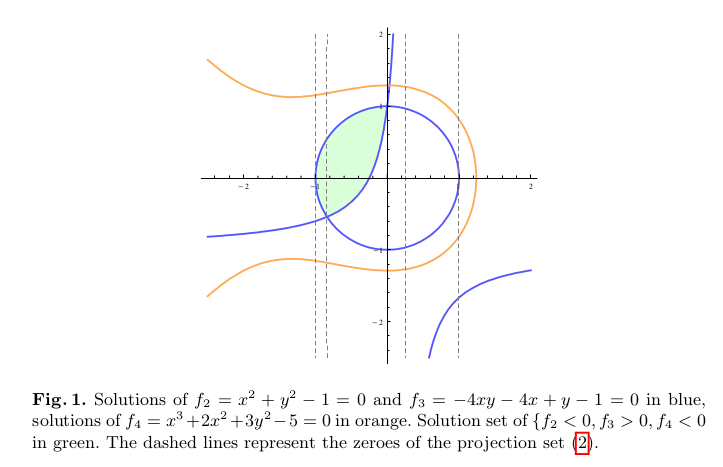 2
1
-2
-1
1
2
-1
-2
Fig. 1. Solutions of f₂ = x² + y² − 1 = 0 and f₃ = −4xy − 4x + y − 1 = 0 in blue,
solutions of f₄ = x³ +2x² +3y² − 5 = 0 in orange. Solution set of {f₂ < 0, f₃ > 0, f₄ < 0
in green. The dashed lines represent the zeroes of the projection set (2).